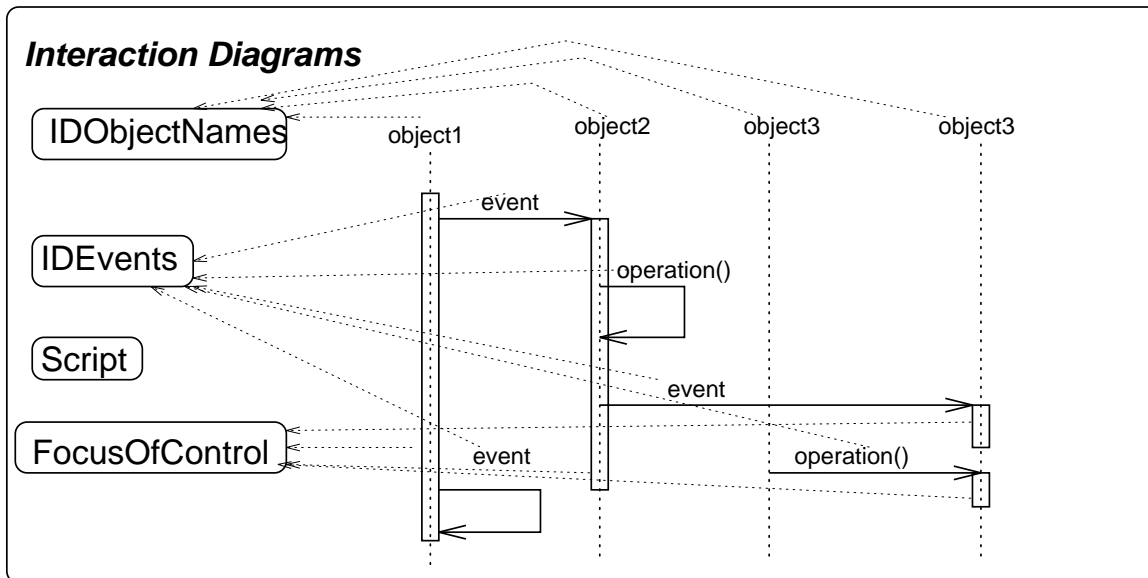 Interaction Diagrams
IDObjectNames
object1
object2
object3
object3
event
IDEvents
operation()
Script
event
FocusOfControl
event
operation()